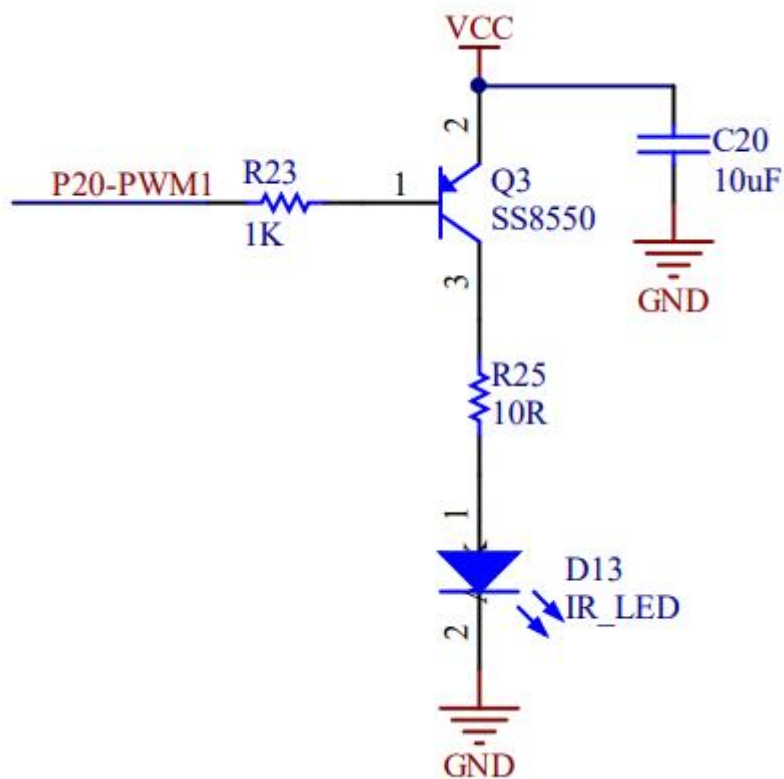 VCC
2
C20
10uF
P20-PWM1
R23
1K
1
Q3
SS8550
3
GND
R25
10R
1
K
D13
IR_LED
A
2
GND